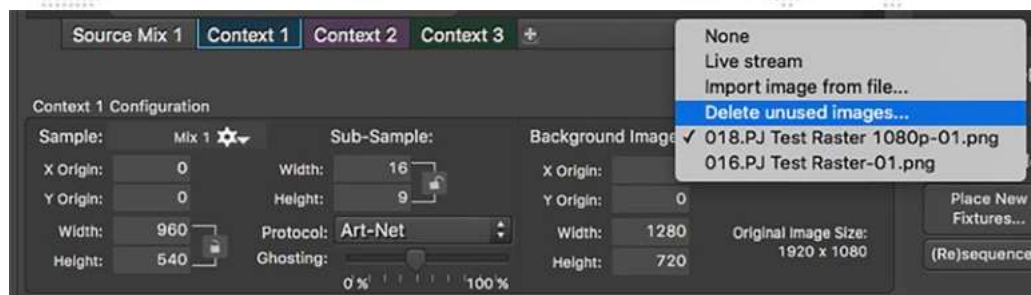 Source Mix 1 Context 1 Context 2 Context 3 +
None
Live stream
Import image from file...
Delete unused images...
✓ 018.PJ Test Raster 1080p-01.png
016.PJ Test Raster-01.png
Context 1 Configuration
Sample: Mix 1 Sub-Sample: Background Image
X Origin: 0 Width: 16 X Origin:
Y Origin: 0 Height: 9 Y Origin: 0
Width: 960 Protocol: Art-Net Width: 1280 Original Image Size:
1920 x 1080
Height: 540 Ghosting: Height: 720
0% 100%
Place New
Fixtures...
(Re)sequence